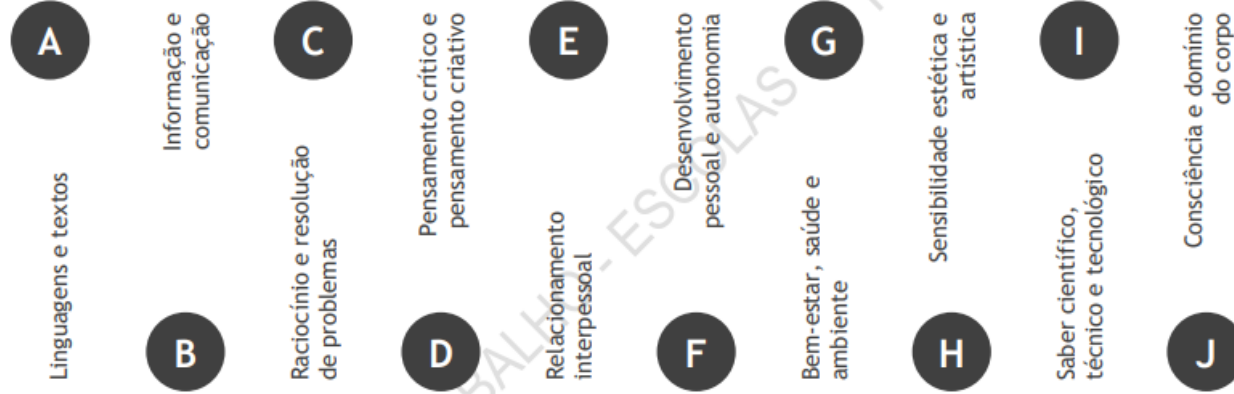 A
Linguagens e textos
Informação e
comunicação
B
C
Raciocínio e resolução
de problemas
Pensamento crítico e
pensamento criativo
D
E
Relacionamento
interpessoal
Desenvolvimento
pessoal e autonomia
F
G
Bem-estar, saúde e
ambiente
Sensibilidade estética e
artística
H
I
Saber científico,
técnico e tecnológico
Consciência e domínio
do corpo
J
ESCOLAS